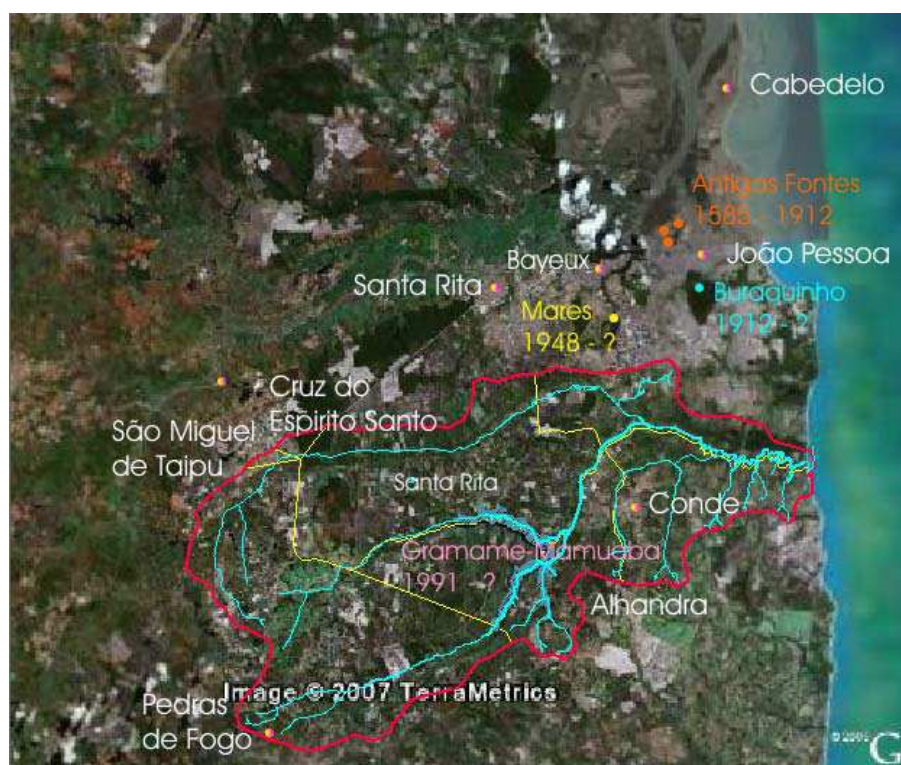 Cabedelo
Antigas Fontes
1585 - 1912
João Pessoa
Bayeux
Santa Rita
Buraquinho
1912 - ?
Mares
1948 - ?
Cruz do
Espirito Santo
São Miguel
de Taipu
Santa Rita
Conde
Gramame-Mamuaba
1991 - ?
Alhandra
Image © 2007 TerraMetrics
Pedras
de Fogo
G